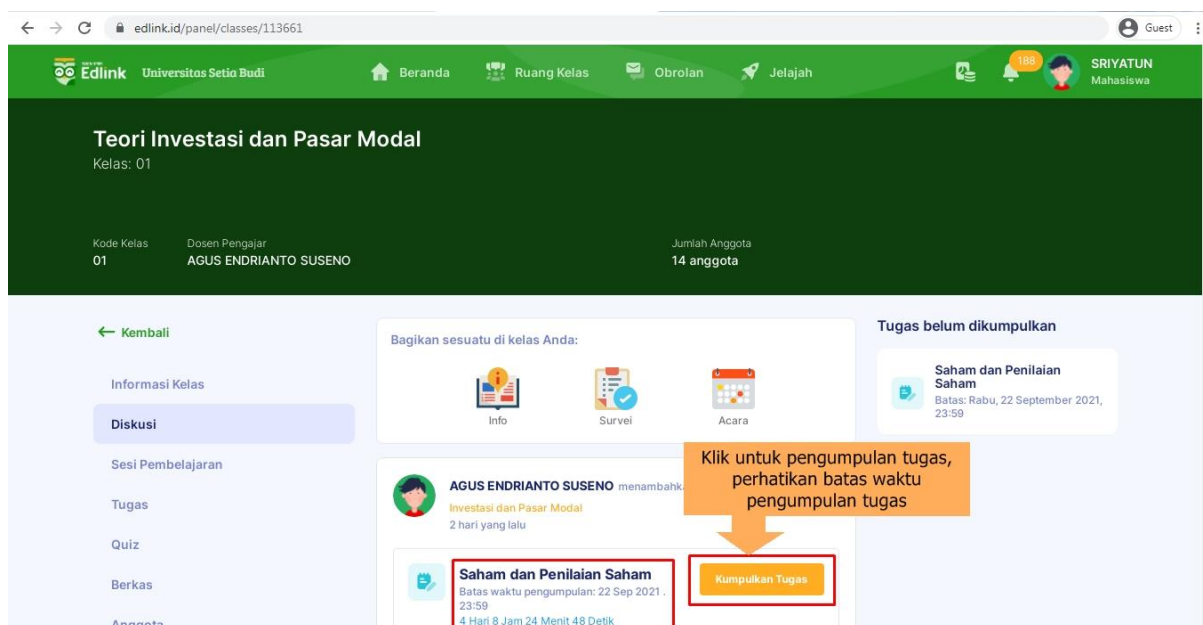 edlink.id/panel/classes/113661
Guest
Edlink Universitas Setia Budi
Beranda
Ruang Kelas
Obrolan
Jelajah
188
SRIYATUN
Mahasiswa
Teori Investasi dan Pasar Modal
Kelas: 01
Kode Kelas
01
Dosen Pengajar
AGUS ENDRIANTO SUSENO
Jumlah Anggota
14 anggota
Kembali
Informasi Kelas
Diskusi
Sesi Pembelajaran
Tugas
Quiz
Berkas
Anggota
Bagikan sesuatu di kelas Anda:
Info
Survei
Acara
AGUS ENDRIANTO SUSENO
Investasi dan Pasar Modal
2 hari yang lalu
Klik untuk pengumpulan tugas,
perhatikan batas waktu
pengumpulan tugas
Saham dan Penilaian Saham
Batas waktu pengumpulan: 22 Sep 2021 .
23:59
4 Hari 8 Jam 24 Menit 48 Detik
Kumpulkan Tugas
Tugas belum dikumpulkan
Saham dan Penilaian
Saham
Batas: Rabu, 22 September 2021,
23:59